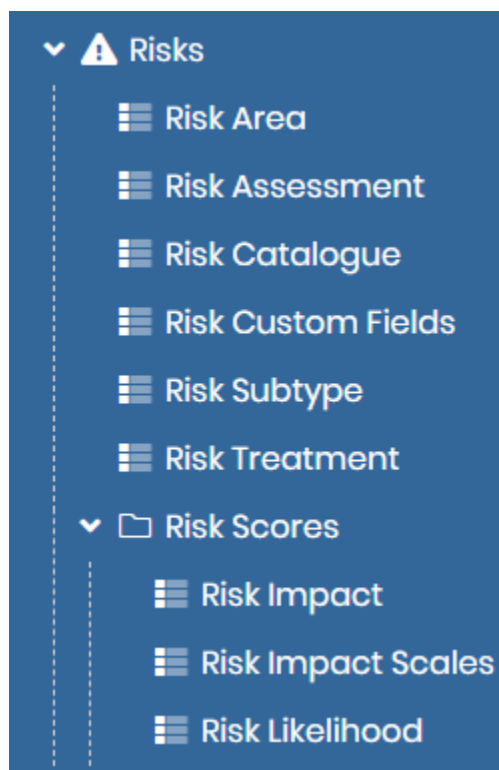 Risks
Risk Area
Risk Assessment
Risk Catalogue
Risk Custom Fields
Risk Subtype
Risk Treatment
Risk Scores
Risk Impact
Risk Impact Scales
Risk Likelihood